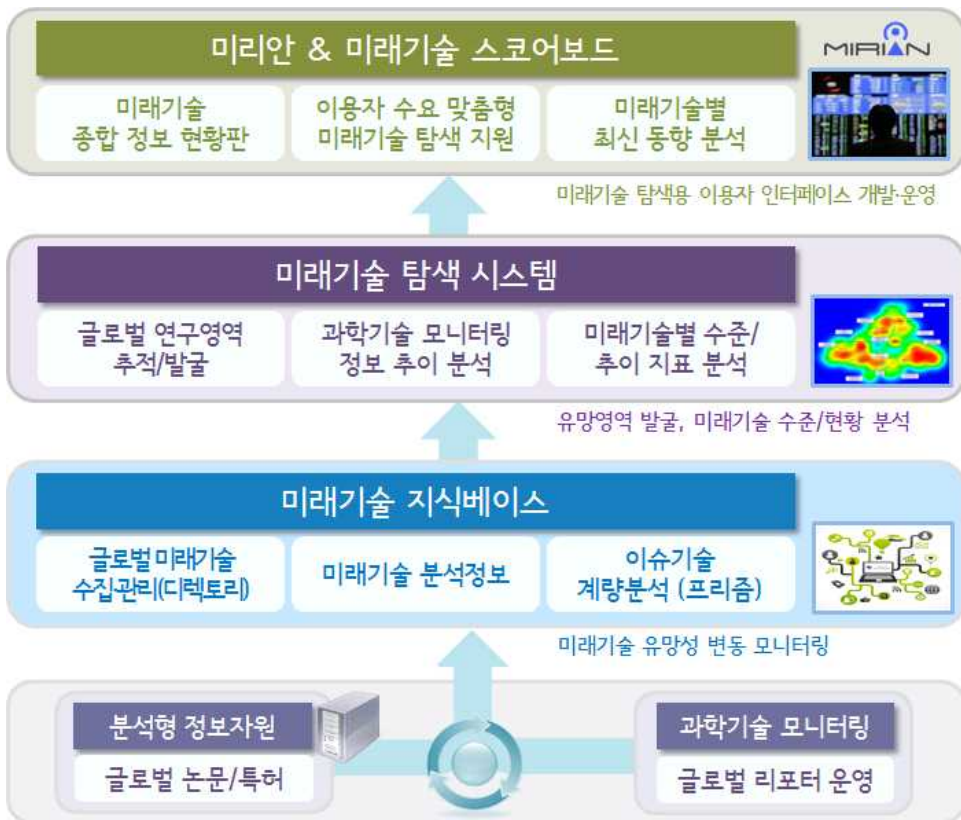 미리안 & 미래기술 스코어보드
MIRIAN
미래기술
종합 정보 현황판
이용자 수요 맞춤형
미래기술 탐색 지원
미래기술별
최신 동향 분석
미래기술 탐색용 이용자 인터페이스 개발·운영
미래기술 탐색 시스템
글로벌 연구영역
추적/발굴
과학기술 모니터링
정보 추이 분석
미래기술별 수준/
추이 지표 분석
유망영역 발굴, 미래기술 수준/현황 분석
미래기술 지식베이스
글로벌 미래기술
수집·관리(디렉토리)
미래기술 분석정보
이슈기술
계량분석 (프리즘)
미래기술 유망성 변동 모니터링
분석형 정보자원
글로벌 논문/특허
과학기술 모니터링
글로벌 리포터 운영